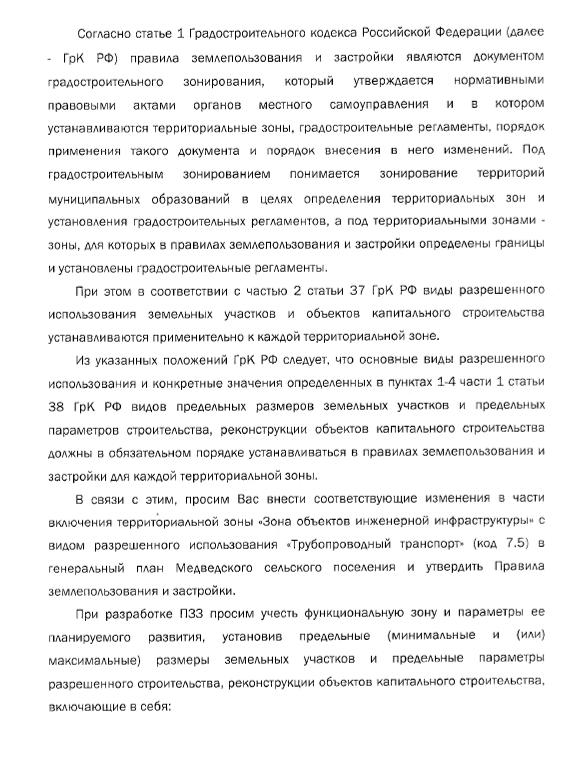 Согласно статье 1 Градостроительного кодекса Российской Федерации (далее
- ГрК РФ) правила землепользования и застройки являются документом
градостроительного зонирования, который утверждается нормативными
правовыми актами органов местного самоуправления и в котором
устанавливаются территориальные зоны, градостроительные регламенты, порядок
применения такого документа и порядок внесения в него изменений. Под
градостроительным зонированием понимается зонирование территорий
муниципальных образований в целях определения территориальных зон и
установления градостроительных регламентов, а под территориальными зонами -
зоны, для которых в правилах землепользования и застройки определены границы
и установлены градостроительные регламенты.
При этом в соответствии с частью 2 статьи 37 ГрК РФ виды разрешенного
использования земельных участков и объектов капитального строительства
устанавливаются применительно к каждой территориальной зоне.
Из указанных положений ГрК РФ следует, что основные виды разрешенного
использования и конкретные значения определенных в пунктах 1-4 части 1 статьи
38 ГрК РФ видов предельных размеров земельных участков и предельных
параметров строительства, реконструкции объектов капитального строительства
должны в обязательном порядке устанавливаться в правилах землепользования и
застройки для каждой территориальной зоны.
В связи с этим, просим Вас внести соответствующие изменения в части
включения территориальной зоны «Зона объектов инженерной инфраструктуры» с
видом разрешенного использования «Трубопроводный транспорт» (код 7.5) в
генеральный план Медведского сельского поселения и утвердить Правила
землепользования и застройки.
При разработке ПЗЗ просим учесть функциональную зону и параметры ее
планируемого развития, установив предельные (минимальные и (или)
максимальные) размеры земельных участков и предельные параметры
разрешенного строительства, реконструкции объектов капитального строительства,
включающие в себя: